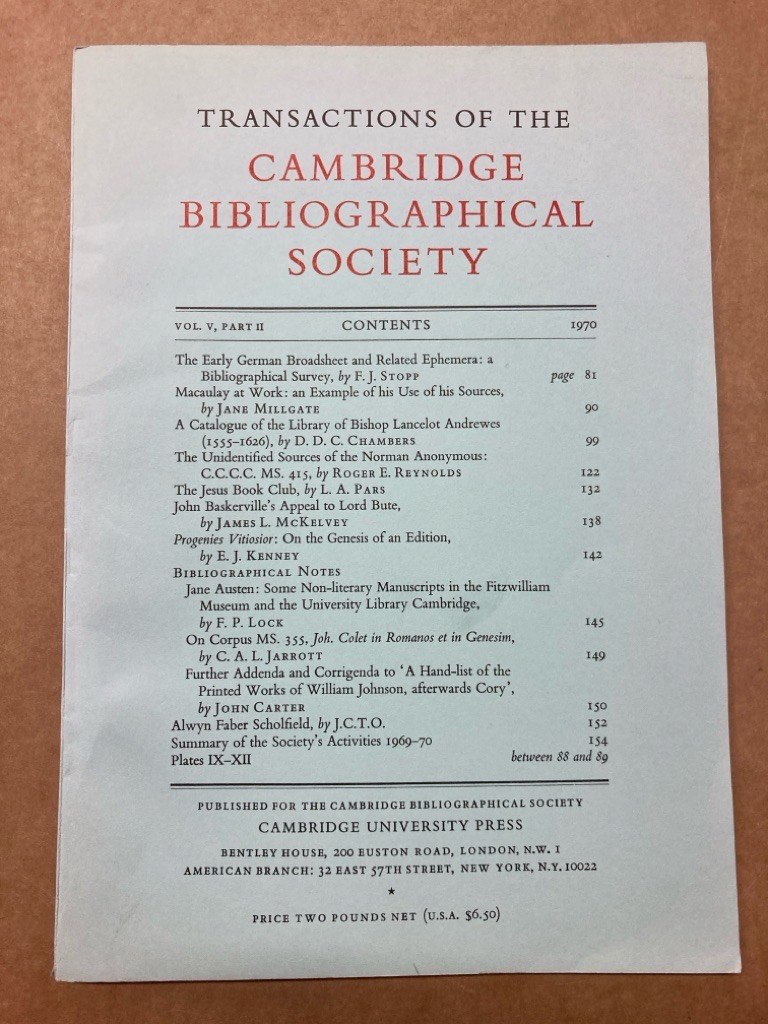 TRANSACTIONS OF THE
CAMBRIDGE
BIBLIOGRAPHICAL
SOCIETY
VOL. V, PART II CONTENTS 1970
The Early German Broadsheet and Related Ephemera: a
Bibliographical Survey, by F. J. STOPP page 81
Macaulay at Work: an Example of his Use of his Sources,
by JANE MILLGATE 90
A Catalogue of the Library of Bishop Lancelot Andrewes
(1555–1626), by D. D. C. CHAMBERS 99
The Unidentified Sources of the Norman Anonymous:
C.C.C.C. MS. 415, by ROGER E. REYNOLDS 122
The Jesus Book Club, by L. A. PARS 132
John Baskerville's Appeal to Lord Bute,
by JAMES L. MCKELVEY 138
Progenies Vitiosior: On the Genesis of an Edition,
by E. J. KENNEY 142
BIBLIOGRAPHICAL NOTES
Jane Austen: Some Non-literary Manuscripts in the Fitzwilliam
Museum and the University Library Cambridge,
by F. P. LOCK 145
On Corpus MS. 355, Joh. Colet in Romanos et in Genesim,
by C. A. L. JARROTT 149
Further Addenda and Corrigenda to 'A Hand-list of the
Printed Works of William Johnson, afterwards Cory',
by JOHN CARTER 150
Alwyn Faber Scholfield, by J.C.T.O. 152
Summary of the Society's Activities 1969–70 154
Plates IX–XII between 88 and 89
PUBLISHED FOR THE CAMBRIDGE BIBLIOGRAPHICAL SOCIETY
CAMBRIDGE UNIVERSITY PRESS
BENTLEY HOUSE, 200 EUSTON ROAD, LONDON, N.W. 1
AMERICAN BRANCH: 32 EAST 57TH STREET, NEW YORK, N.Y. 10022
*
PRICE TWO POUNDS NET (U.S.A. $6.50)